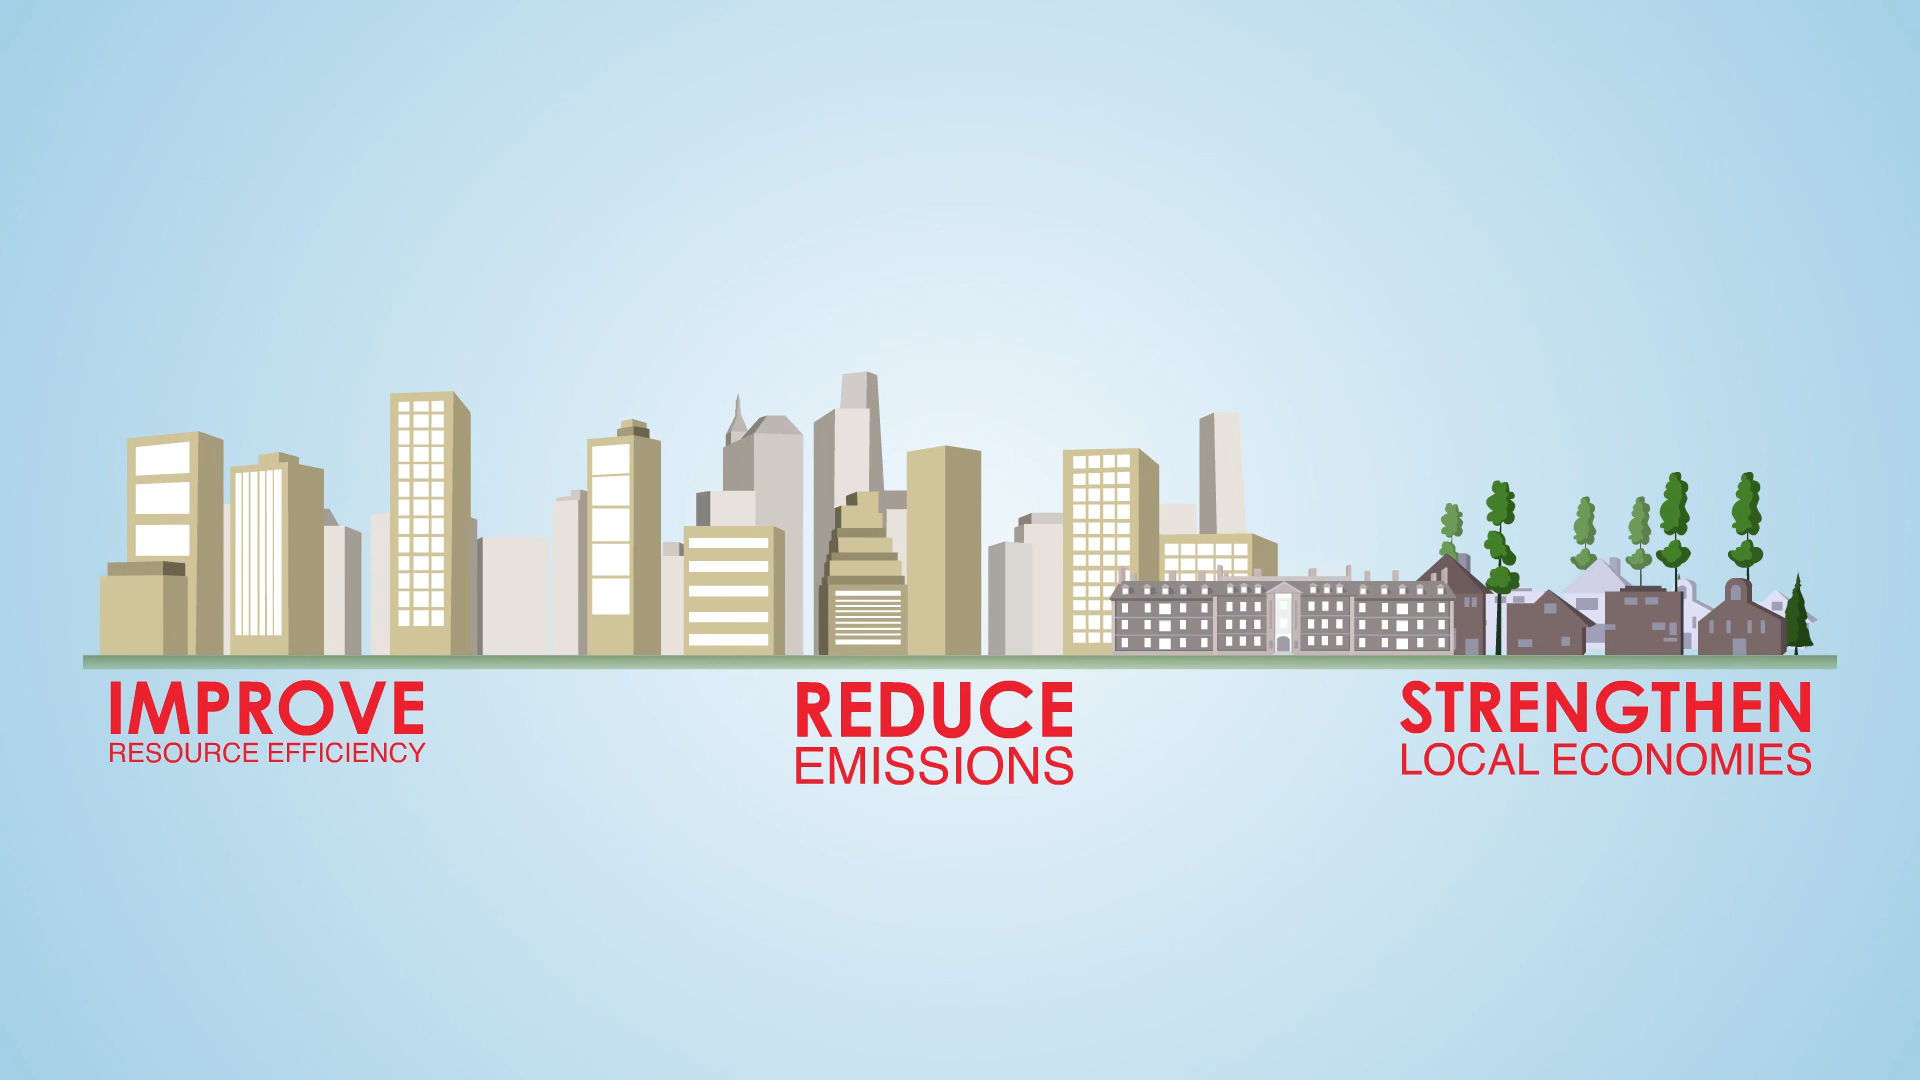 IMPROVE
RESOURCE EFFICIENCY
REDUCE
EMISSIONS
STRENGTHEN
LOCAL ECONOMIES